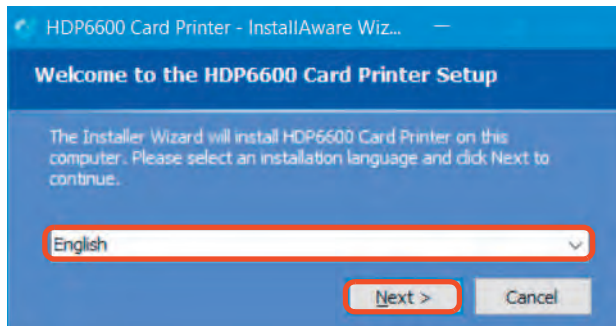 HDP6600 Card Printer - InstallAware Wiz...
Welcome to the HDP6600 Card Printer Setup
The Installer Wizard will install HDP6600 Card Printer on this
computer. Please select an installation language and click Next to
continue.
English
Next >
Cancel